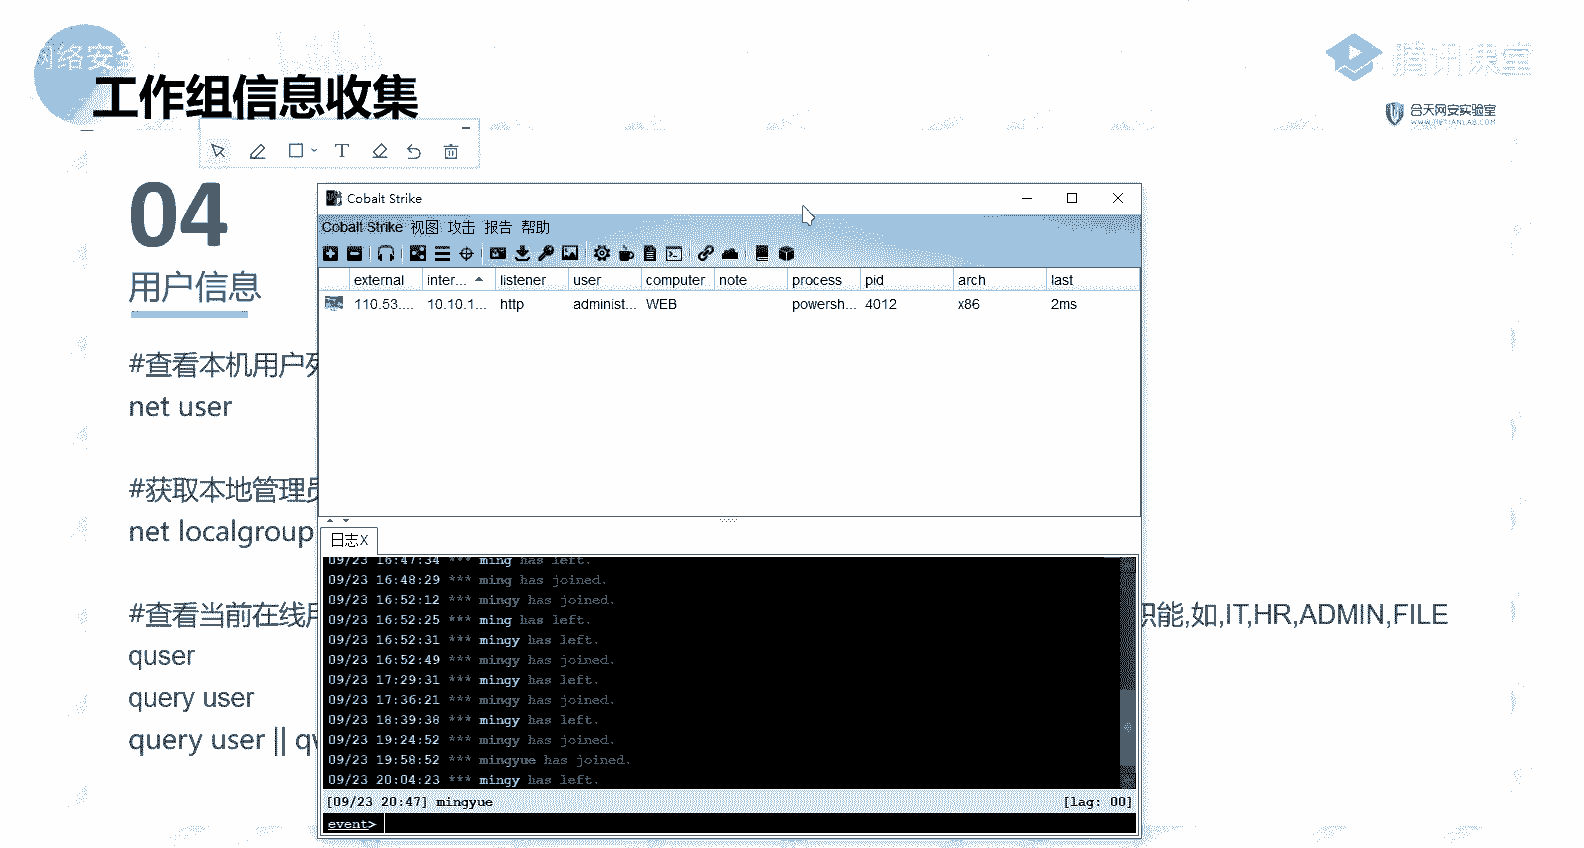 网络安全
腾讯课堂
工作组信息收集
合天网安实验室
WWW.HETIANLAB.COM
04
用户信息
#查看本机用户列
net user
#获取本地管理员
net localgroup
#查看当前在线用
职能,如,IT,HR,ADMIN,FILE
quser
query user
query user || qw
Cobalt Strike
Cobalt Strike 视图 攻击 报告 帮助
external inter... listener user computer note process pid arch last
110.53.... 10.10.1... http administ... WEB powersh... 4012 x86 2ms
日志X
09/23 16:47:34 *** ming has left.
09/23 16:48:29 *** ming has joined.
09/23 16:52:12 *** mingy has joined.
09/23 16:52:25 *** ming has left.
09/23 16:52:31 *** mingy has left.
09/23 16:52:49 *** mingy has joined.
09/23 17:29:31 *** mingy has left.
09/23 17:36:21 *** mingy has joined.
09/23 18:39:38 *** mingy has left.
09/23 19:24:52 *** mingy has joined.
09/23 19:58:52 *** mingyue has joined.
09/23 20:04:23 *** mingy has left.
[09/23 20:47] mingyue [lag: 00]
event>